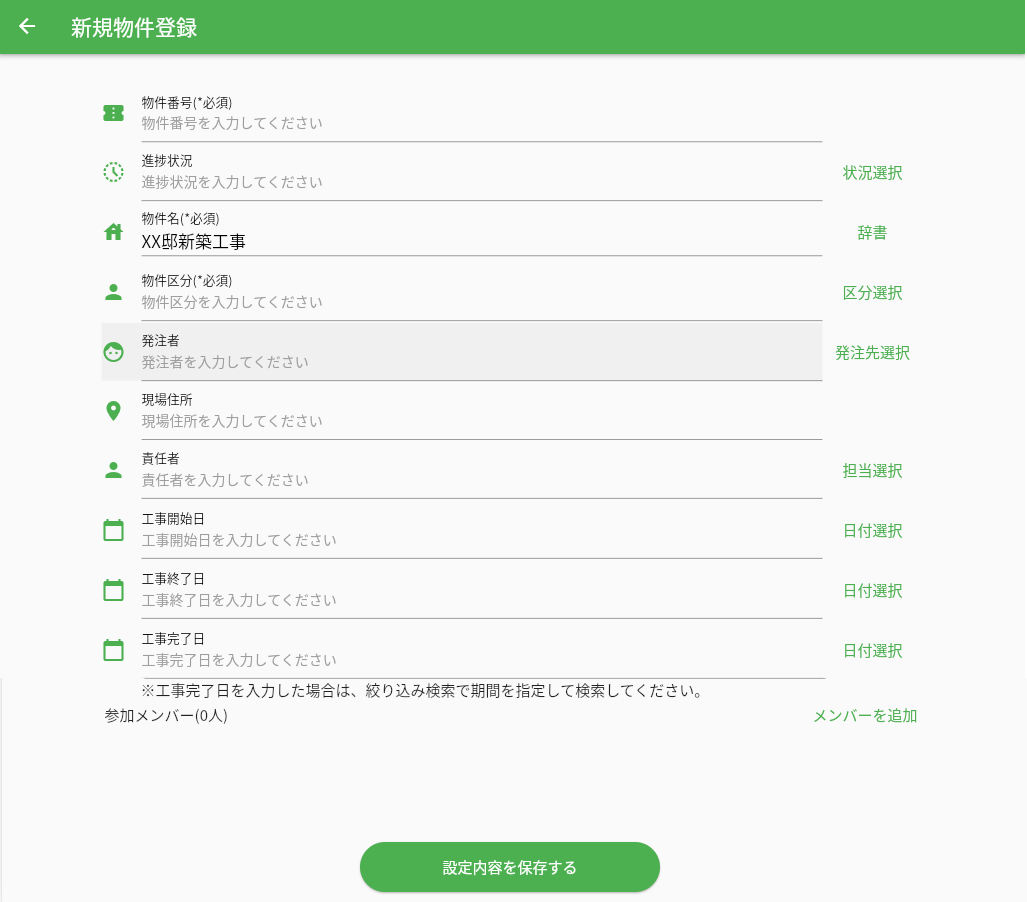 新規物件登録
物件番号(*必須)
物件番号を入力してください
進捗状況
進捗状況を入力してください
状況選択
物件名(*必須)
XX邸新築工事
辞書
物件区分(*必須)
物件区分を入力してください
区分選択
発注者
発注者を入力してください
発注先選択
現場住所
現場住所を入力してください
責任者
責任者を入力してください
担当選択
工事開始日
工事開始日を入力してください
日付選択
工事終了日
工事終了日を入力してください
日付選択
工事完了日
工事完了日を入力してください
日付選択
※工事完了日を入力した場合は、絞り込み検索で期間を指定して検索してください。
参加メンバー(0人)
メンバーを追加
設定内容を保存する